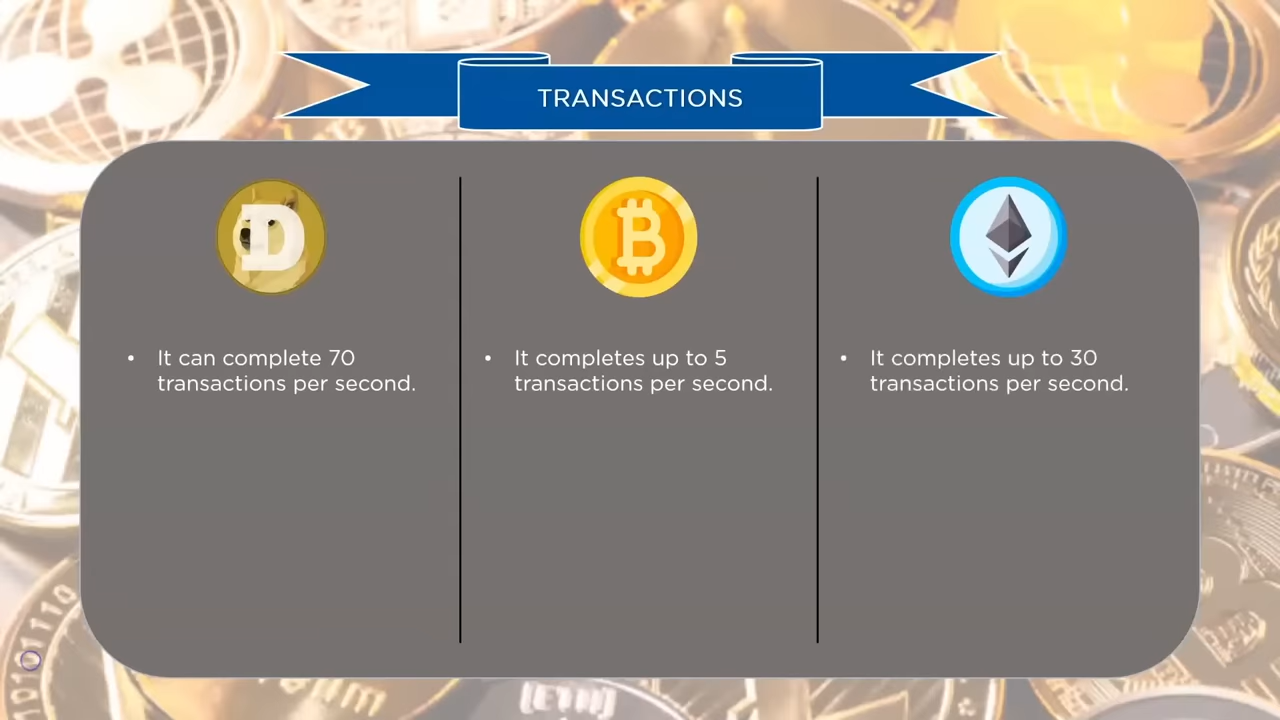 TRANSACTIONS
• It can complete 70
transactions per second.
• It completes up to 5
transactions per second.
• It completes up to 30
transactions per second.